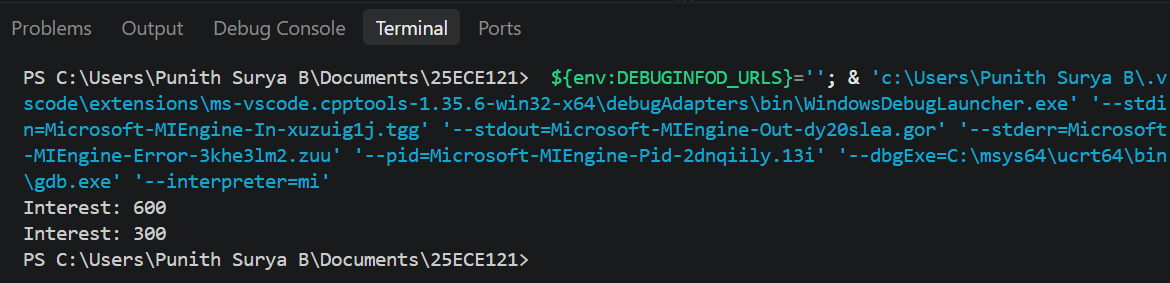 Problems Output Debug Console Terminal Ports
PS C:\Users\Punith Surya B\Documents\25ECE121>  ${env:DEBUGINFOD_URLS}=''; & 'c:\Users\Punith Surya B\.v
scode\extensions\ms-vscode.cpptools-1.35.6-win32-x64\debugAdapters\bin\WindowsDebugLauncher.exe' '--stdi
n=Microsoft-MIEngine-In-xuzuig1j.tgg' '--stdout=Microsoft-MIEngine-Out-dy20slea.gor' '--stderr=Microsoft
-MIEngine-Error-3khe3lm2.zuu' '--pid=Microsoft-MIEngine-Pid-2dnqiily.13i' '--dbgExe=C:\msys64\ucrt64\bin
\gdb.exe' '--interpreter=mi'
Interest: 600
Interest: 300
PS C:\Users\Punith Surya B\Documents\25ECE121>